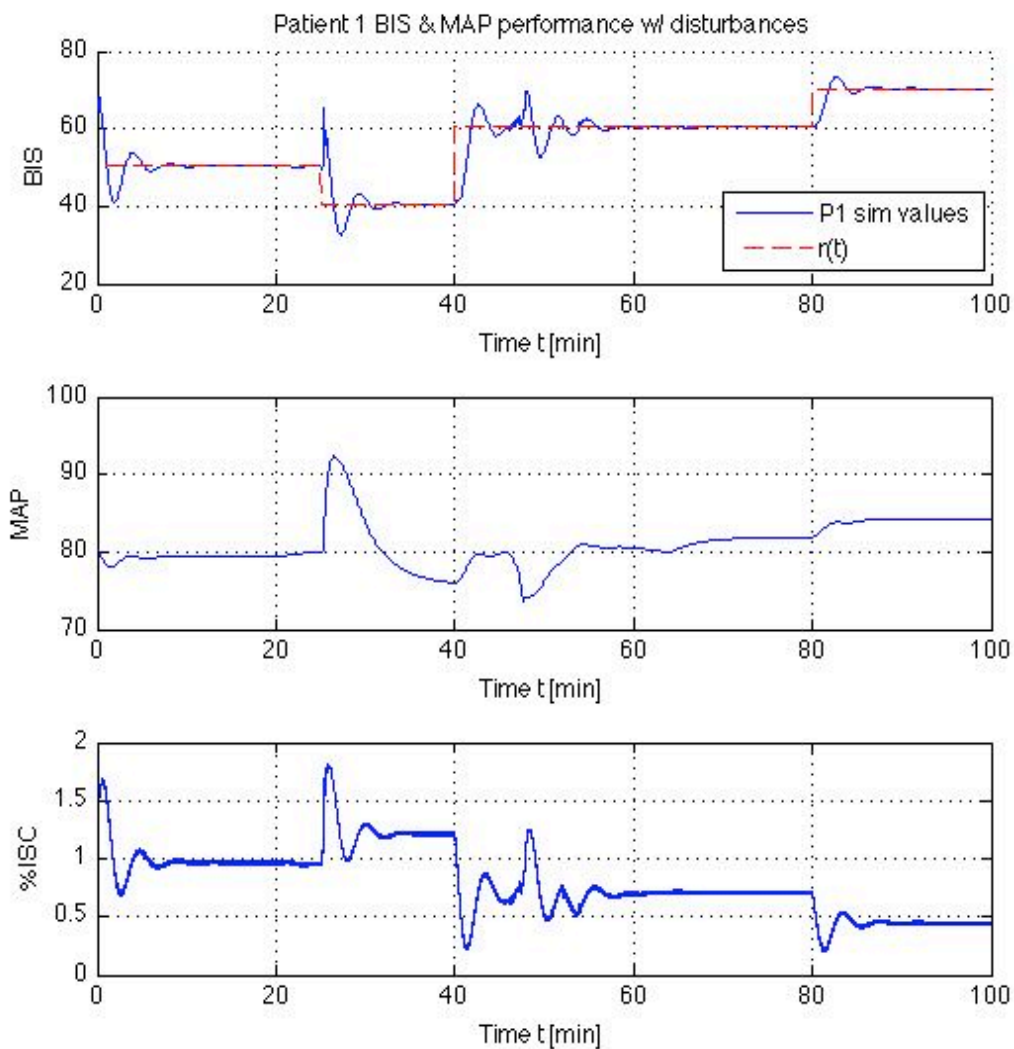 Patient 1 BIS & MAP performance w/ disturbances
80
60
40
20
BIS
P1 sim values
r(t)
0 20 40 60 80 100
Time t [min]
100
90
80
70
MAP
0 20 40 60 80 100
Time t [min]
2
1.5
1
0.5
0
%ISC
0 20 40 60 80 100
Time t [min]